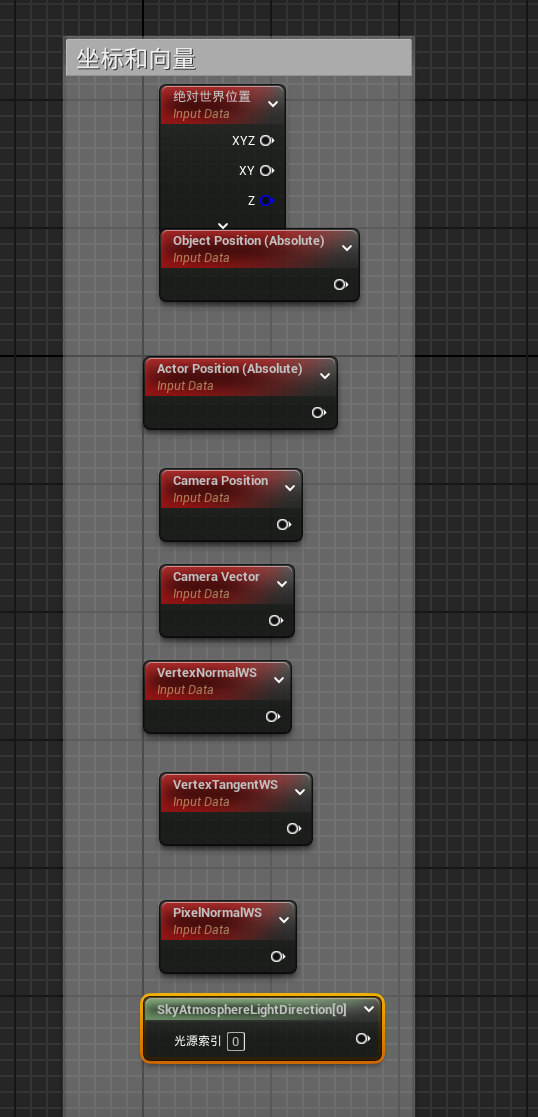 坐标和向量
绝对世界位置
Input Data
XYZ
XY
Z
Object Position (Absolute)
Input Data
Actor Position (Absolute)
Input Data
Camera Position
Input Data
Camera Vector
Input Data
VertexNormalWS
Input Data
VertexTangentWS
Input Data
PixelNormalWS
Input Data
SkyAtmosphereLightDirection[0]
光源索引 0